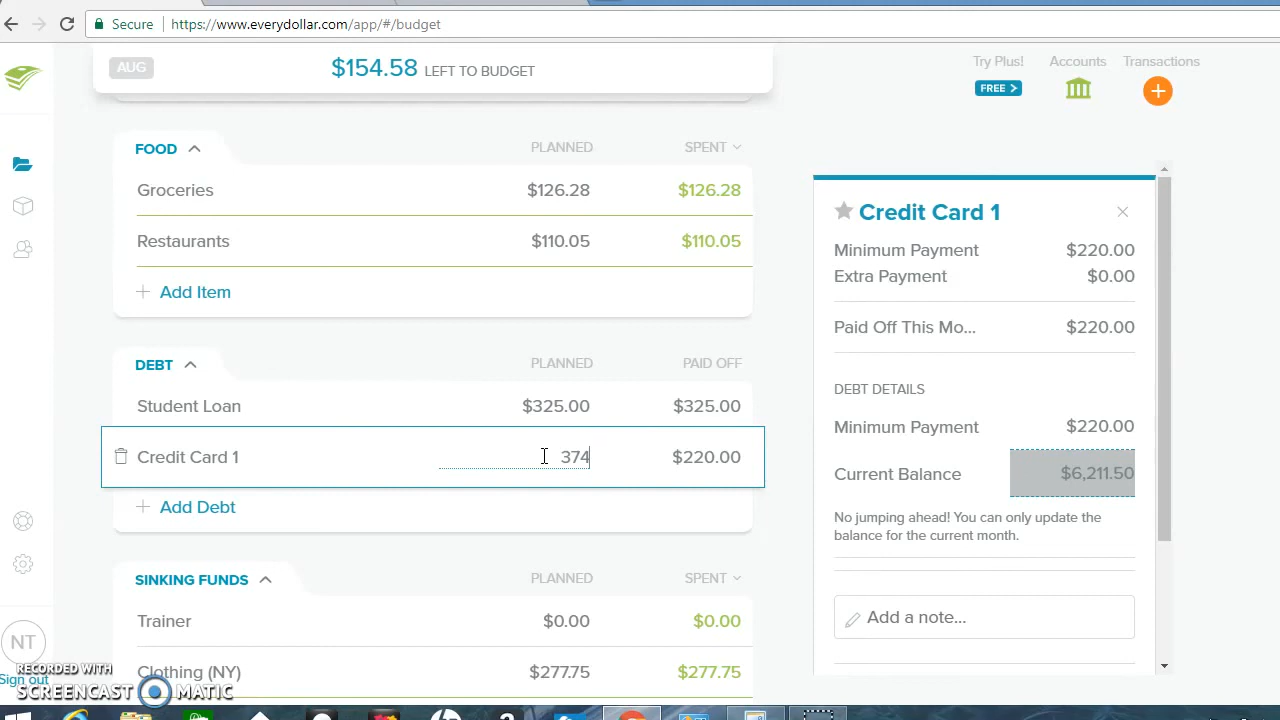 Secure https://www.everydollar.com/app/#/budget
AUG $154.58 LEFT TO BUDGET
Try Plus! Accounts Transactions
FREE >
FOOD PLANNED SPENT
Groceries $126.28 $126.28
Restaurants $110.05 $110.05
+ Add Item
DEBT PLANNED PAID OFF
Student Loan $325.00 $325.00
Credit Card 1 374 $220.00
+ Add Debt
SINKING FUNDS PLANNED SPENT
Trainer $0.00 $0.00
Clothing (NY) $277.75 $277.75
Credit Card 1
Minimum Payment $220.00
Extra Payment $0.00
Paid Off This Mo... $220.00
DEBT DETAILS
Minimum Payment $220.00
Current Balance $6,211.50
No jumping ahead! You can only update the
balance for the current month.
Add a note...
NT
Sign out
RECORDED WITH
SCREENCAST MATIC